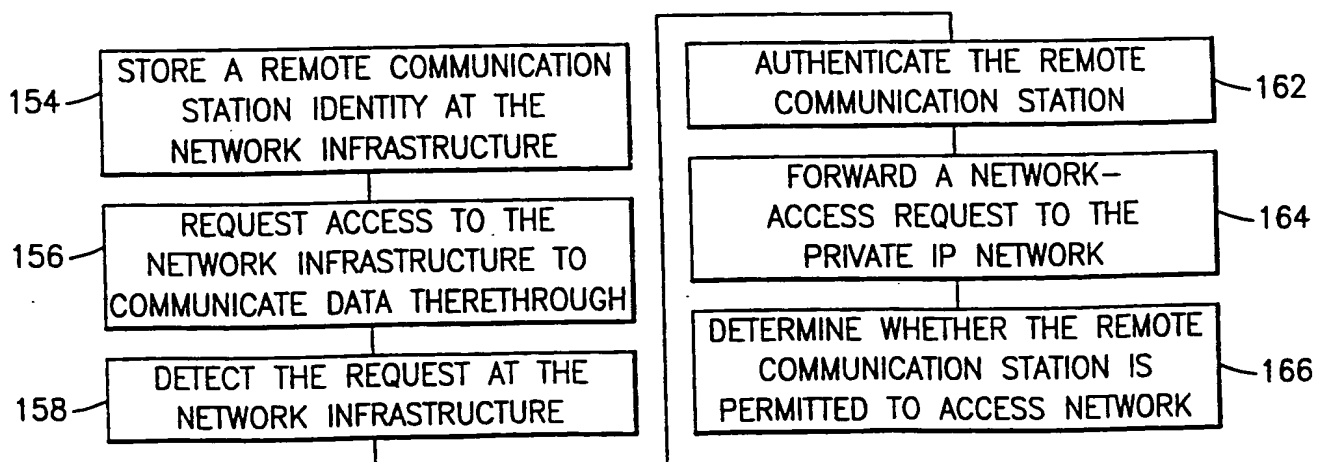 154
STORE A REMOTE COMMUNICATION
STATION IDENTITY AT THE
NETWORK INFRASTRUCTURE
156
REQUEST ACCESS TO THE
NETWORK INFRASTRUCTURE TO
COMMUNICATE DATA THERETHROUGH
158
DETECT THE REQUEST AT THE
NETWORK INFRASTRUCTURE
AUTHENTICATE THE REMOTE
COMMUNICATION STATION
162
FORWARD A NETWORK–
ACCESS REQUEST TO THE
PRIVATE IP NETWORK
164
DETERMINE WHETHER THE REMOTE
COMMUNICATION STATION IS
PERMITTED TO ACCESS NETWORK
166